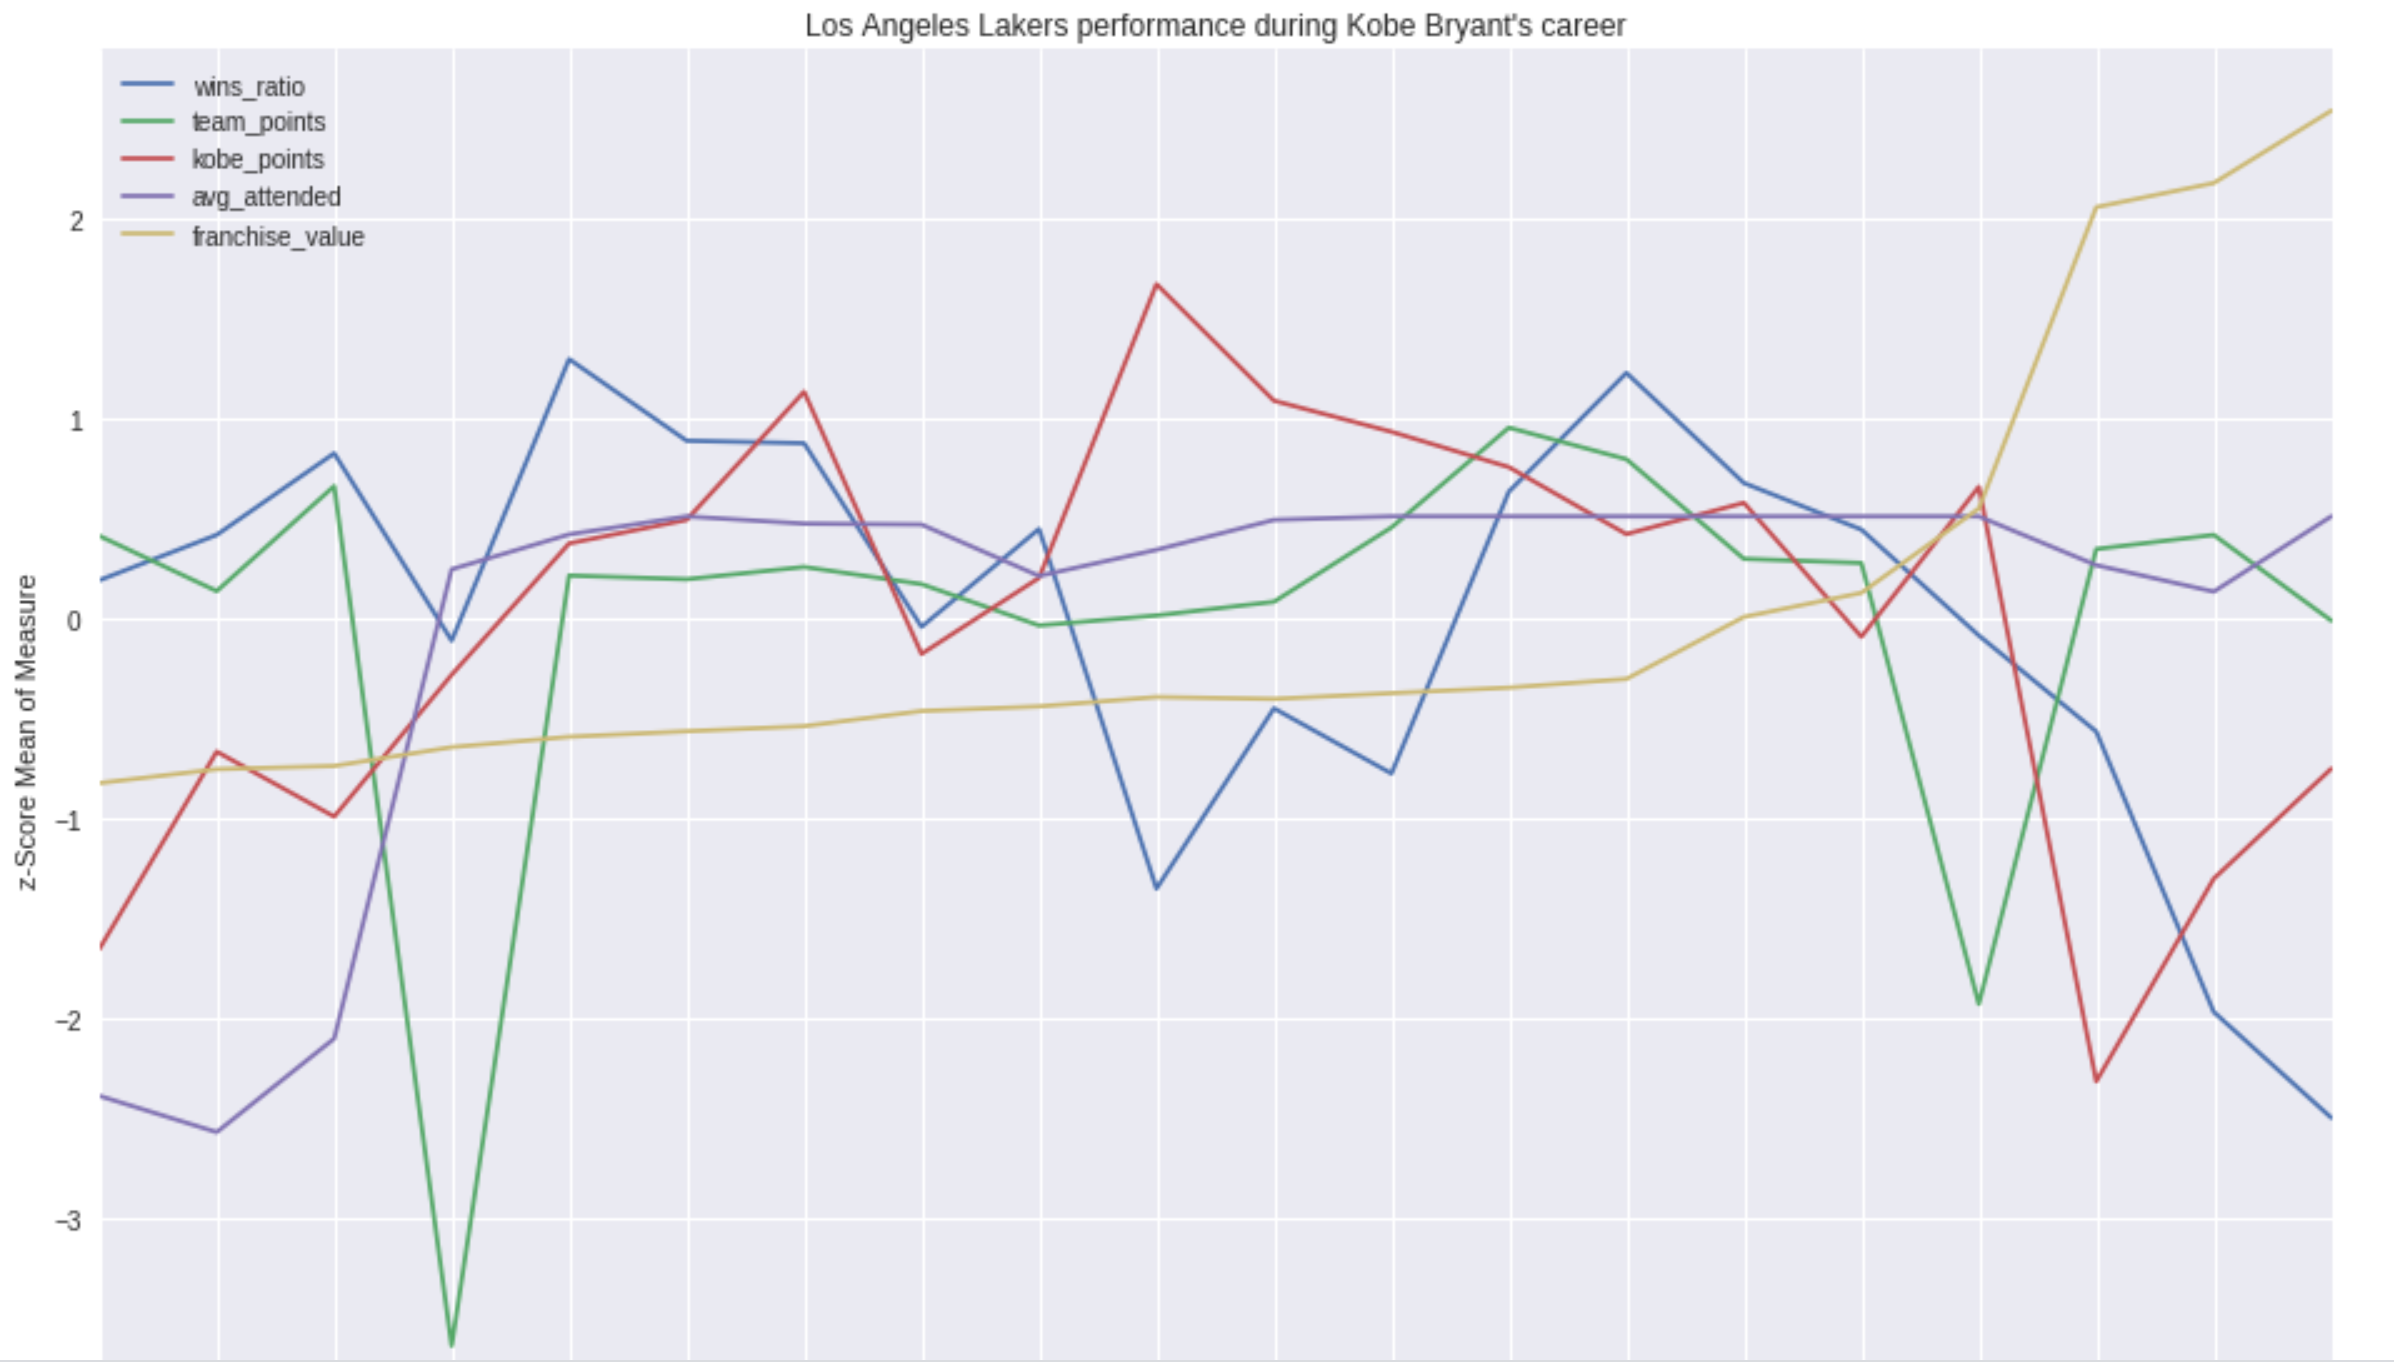 Los Angeles Lakers performance during Kobe Bryant's career
wins_ratio
team_points
kobe_points
avg_attended
franchise_value
2
1
0
−1
−2
−3
z-Score Mean of Measure